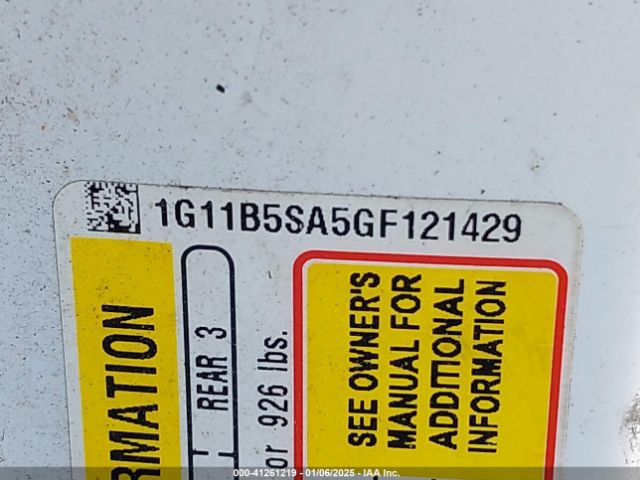 1G11B5SA5GF121429
RMATION
REAR 3
or 926 lbs.
SEE OWNER'S
MANUAL FOR
ADDITIONAL
INFORMATION
000-41261219 | 01/06/2025 | IAA Inc.